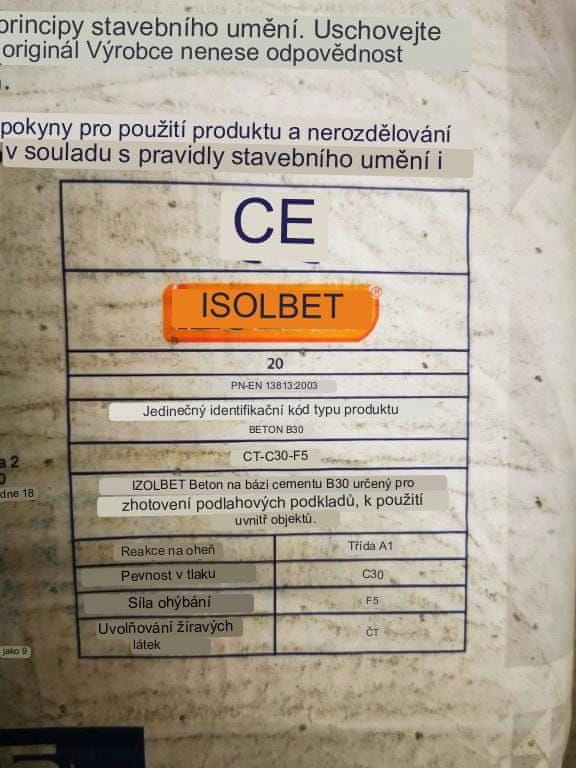 principy stavebního umění. Uschovejte
originál Výrobce nenese odpovědnost
pokyny pro použití produktu a nerozdělování
v souladu s pravidly stavebního umění i
CE
ISOLBET®
20
PN-EN 13813:2003
Jedinečný identifikační kód typu produktu
BETON B30
CT-C30-F5
IZOLBET Beton na bázi cementu B30 určený pro
zhotovení podlahových podkladů, k použití
uvnitř objektů.
Reakce na oheň Třída A1
Pevnost v tlaku C30
Síla ohýbání F5
Uvolňování žíravých ČT
látek
a 2
0
dne 18
jako 9